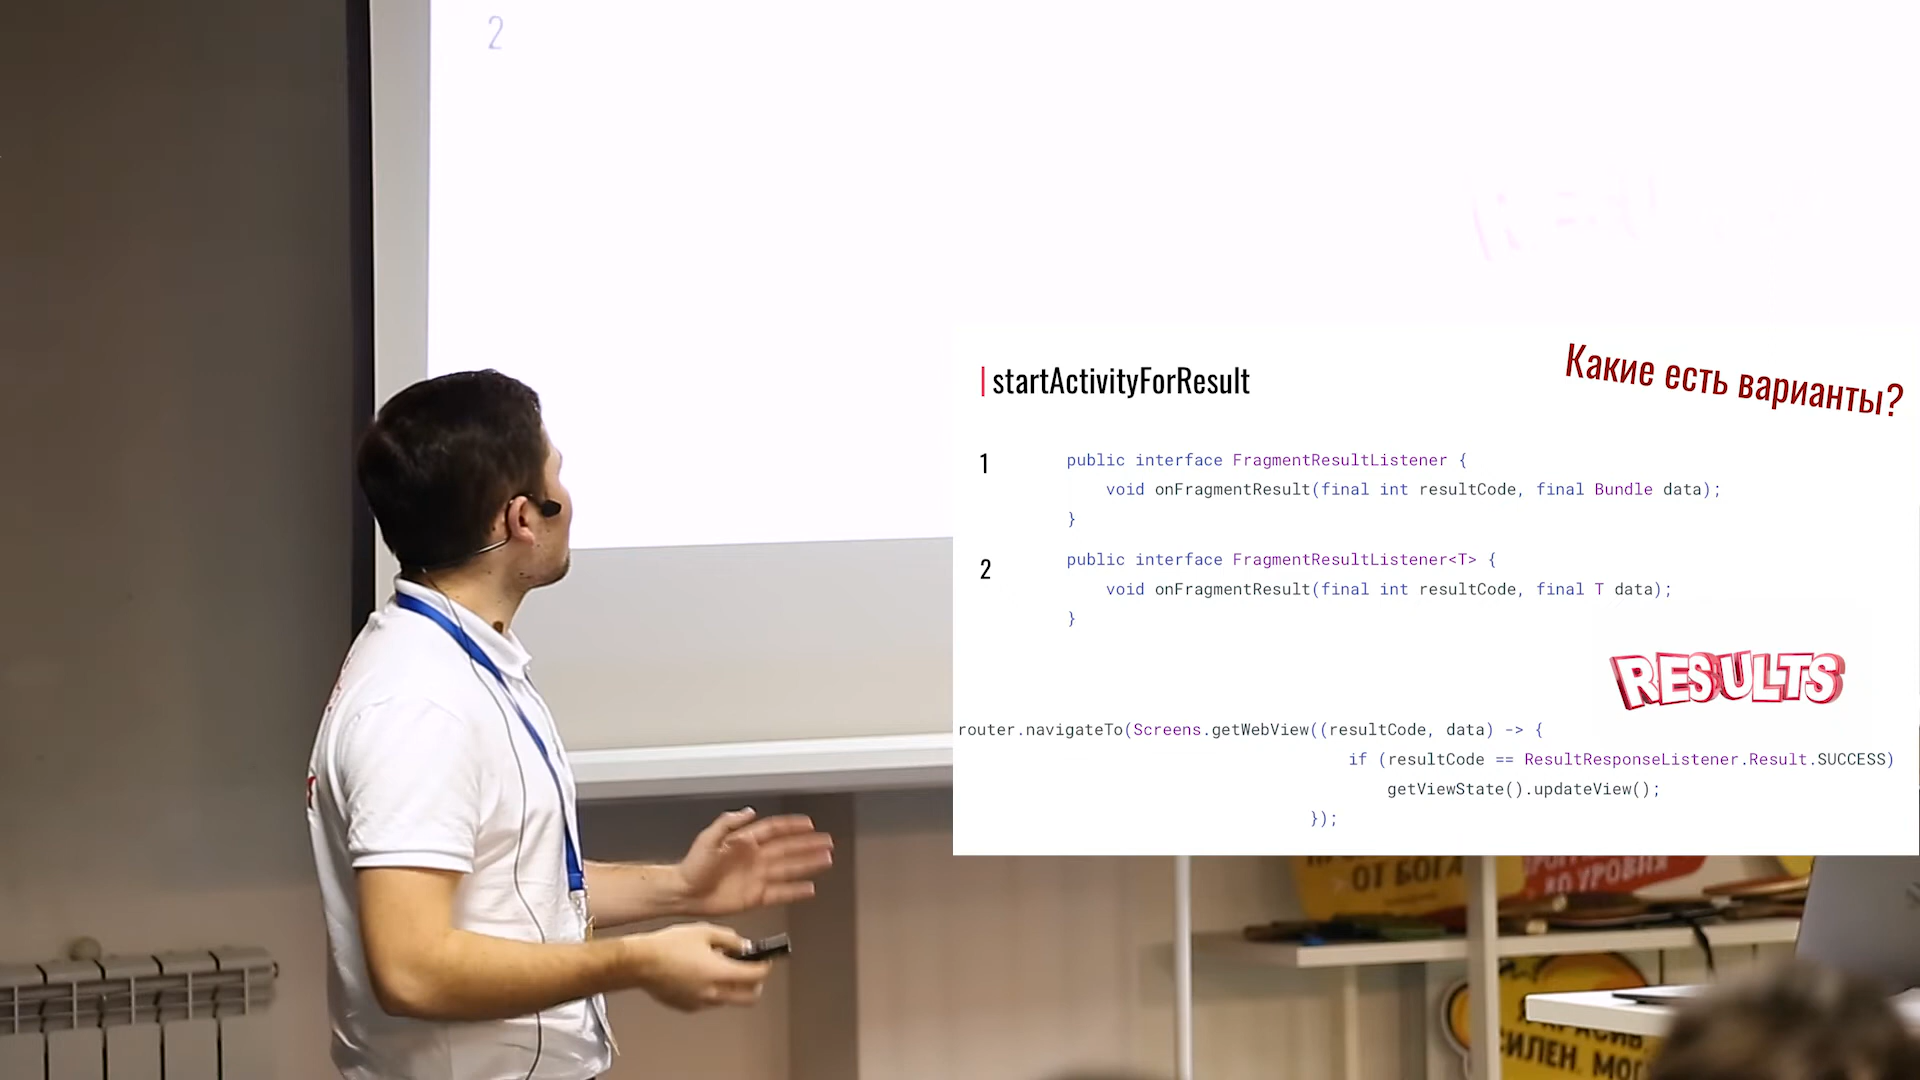 2
startActivityForResult
Какие есть варианты?
1
public interface FragmentResultListener {
void onFragmentResult(final int resultCode, final Bundle data);
}
2
public interface FragmentResultListener<T> {
void onFragmentResult(final int resultCode, final T data);
}
RESULTS
router.navigateTo(Screens.getWebView((resultCode, data) -> {
if (resultCode == ResultResponseListener.Result.SUCCESS)
getViewState().updateView();
});
ОТ БОГА
УРОВНЯ
СИЛЕН.